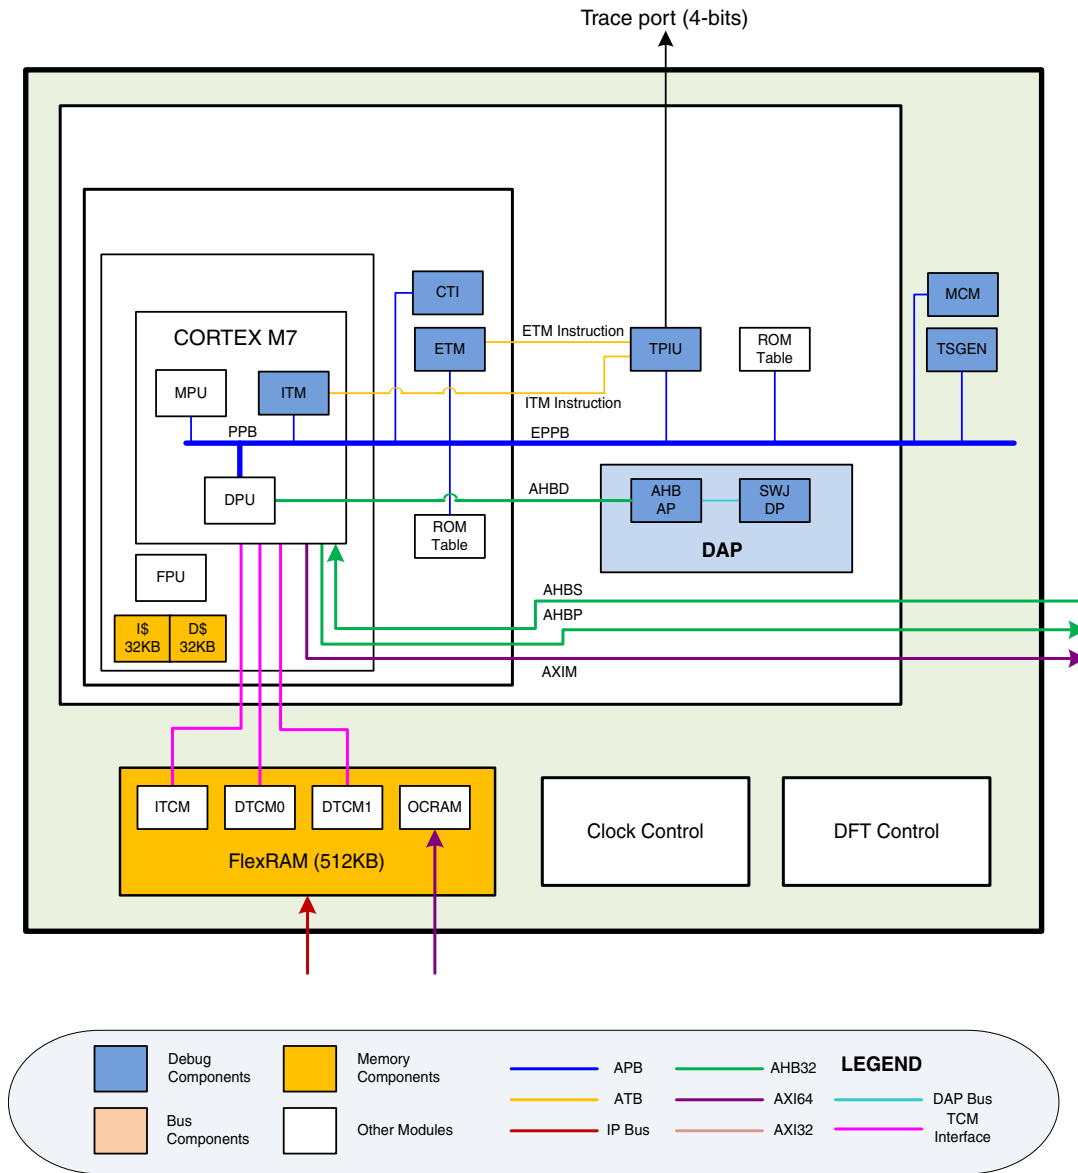 Trace port (4-bits)
CTI
MCM
ETM Instruction
CORTEX M7
ETM
TPIU
ROM
Table
TSGEN
MPU
ITM
ITM Instruction
PPB
EPPB
DPU
AHBD
AHB
AP
SWJ
DP
ROM
Table
DAP
FPU
AHBS
AHBP
I$
32KB
D$
32KB
AXIM
ITCM
DTCM0
DTCM1
OCRAM
FlexRAM (512KB)
Clock Control
DFT Control
Debug
Components
Memory
Components
APB
AHB32
LEGEND
ATB
AXI64
DAP Bus
Bus
Components
Other Modules
IP Bus
AXI32
TCM
Interface